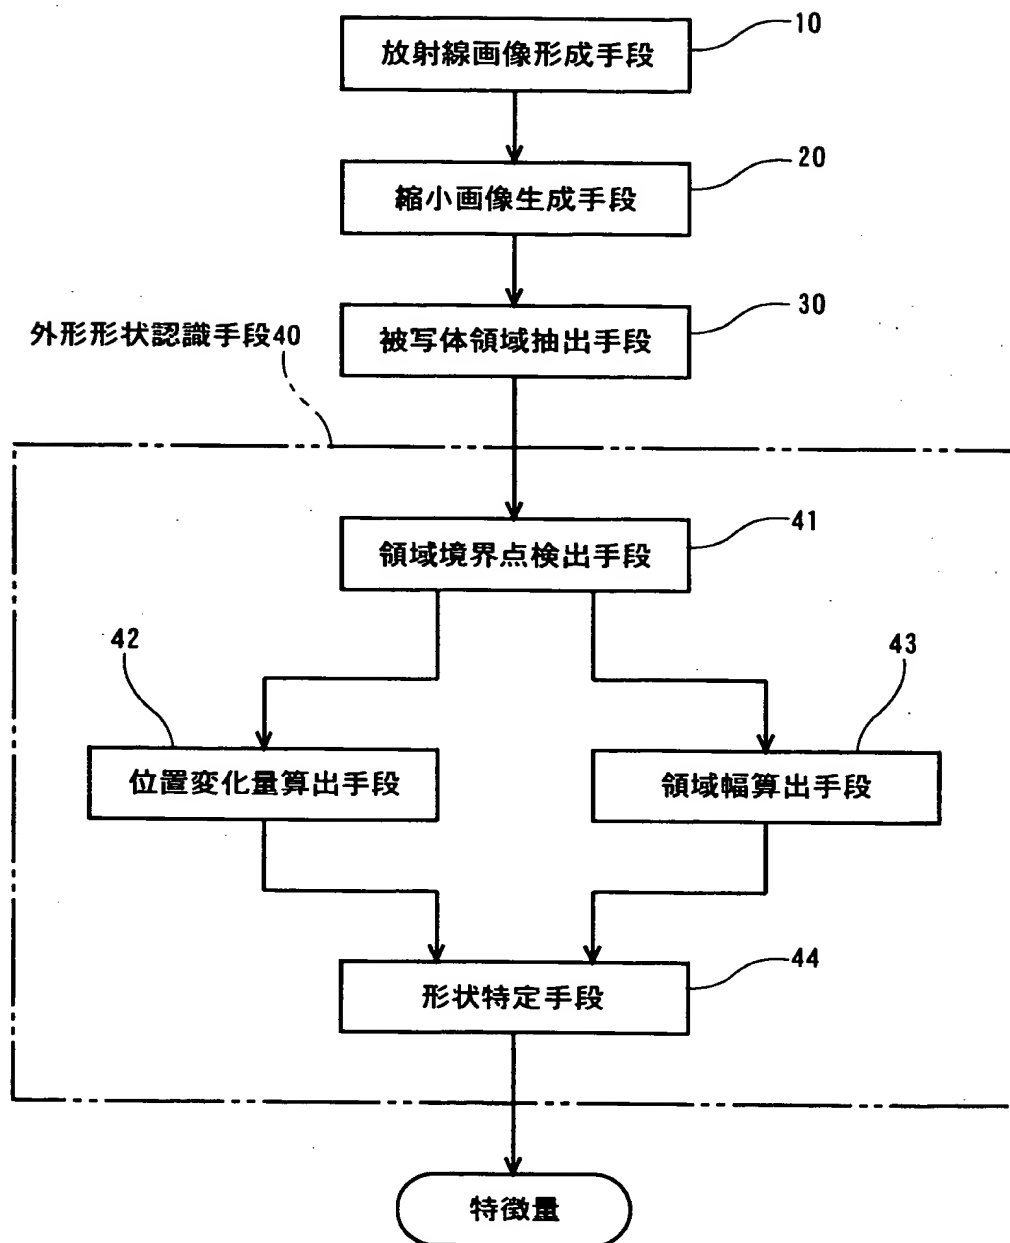 10
放射線画像形成手段
20
縮小画像生成手段
30
被写体領域抽出手段
外形形状認識手段40
41
領域境界点検出手段
42
43
位置変化量算出手段
領域幅算出手段
44
形状特定手段
特徴量